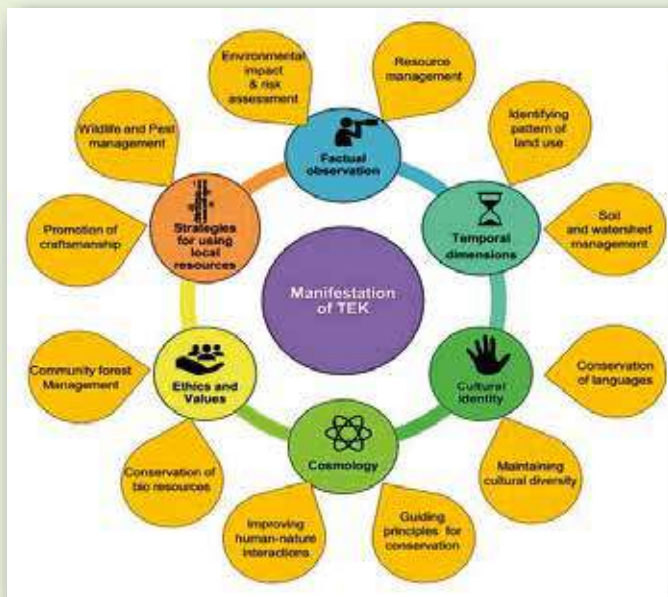 Environmental
impact
& risk
assessment
Resource
management
Identifying
pattern of
land use
Soil
and watershed
management
Conservation
of languages
Maintaining
cultural diversity
Guiding
principles for
conservation
Improving
human-nature
interactions
Conservation of
bio resources
Community forest
Management
Promotion of
craftsmanship
Wildlife and Pest
management
Factual
observation
Temporal
dimensions
Cultural
identity
Cosmology
Ethics and
Values
Strategies
for using
local
resources
Manifestation
of TEK